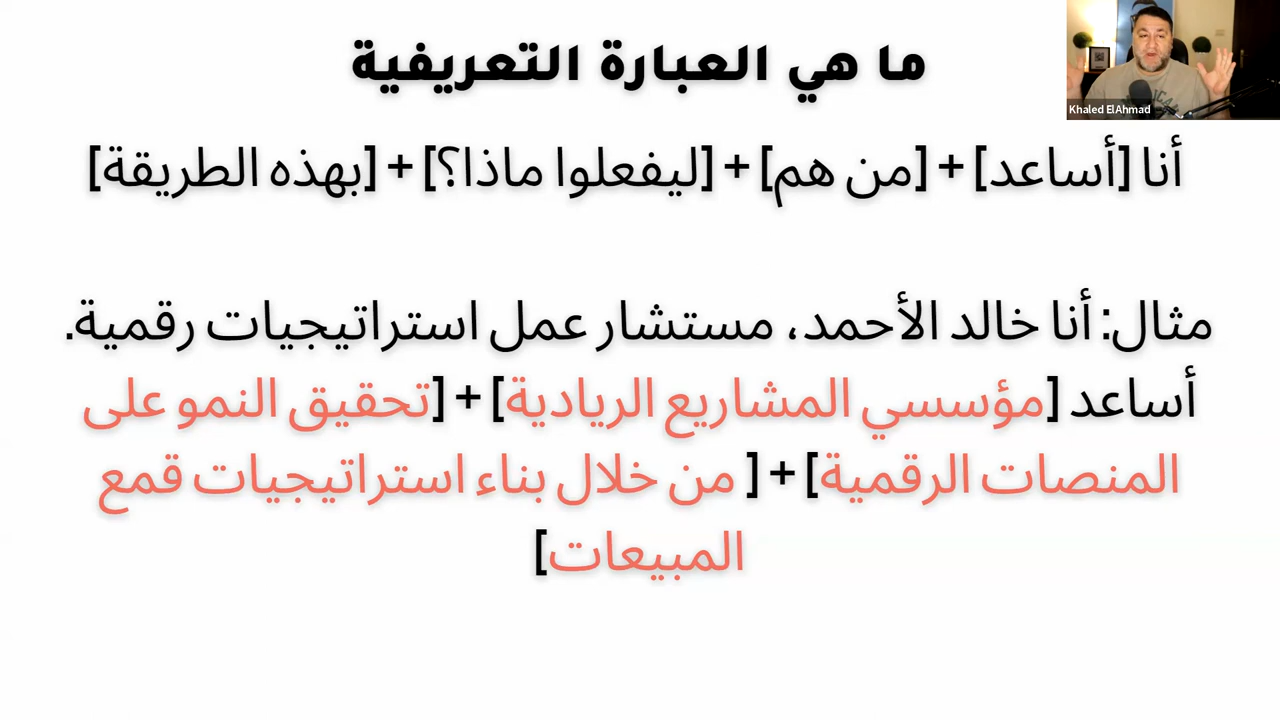 ما هي العبارة التعريفية
Khaled ElAhmad
أنا [أساعد] + [من هم] + [ليفعلوا ماذا؟] + [بهذه الطريقة]
مثال: أنا خالد الأحمد، مستشار عمل استراتيجيات رقمية.
أساعد [مؤسسي المشاريع الريادية] + [تحقيق النمو على
المنصات الرقمية] + [ من خلال بناء استراتيجيات قمع
المبيعات]